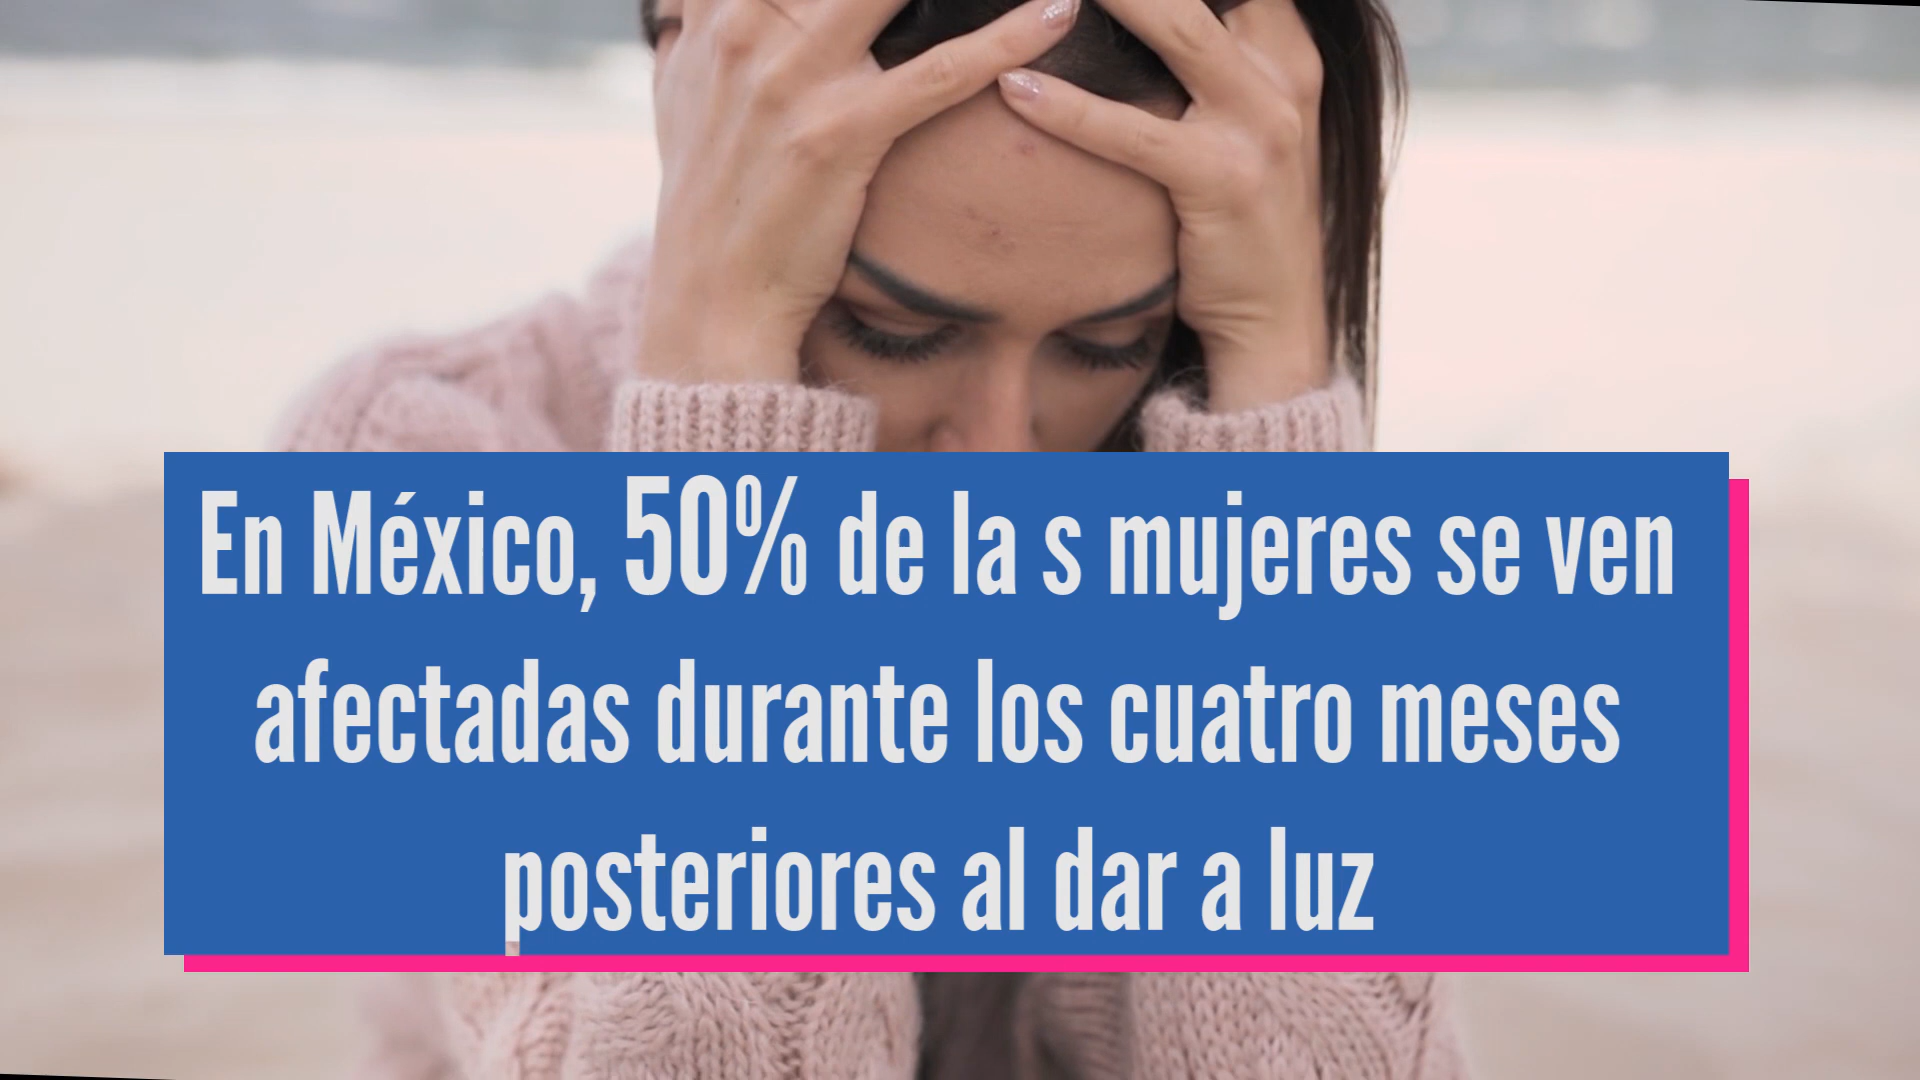 En México, 50% de la s mujeres se ven
afectadas durante los cuatro meses
posteriores al dar a luz